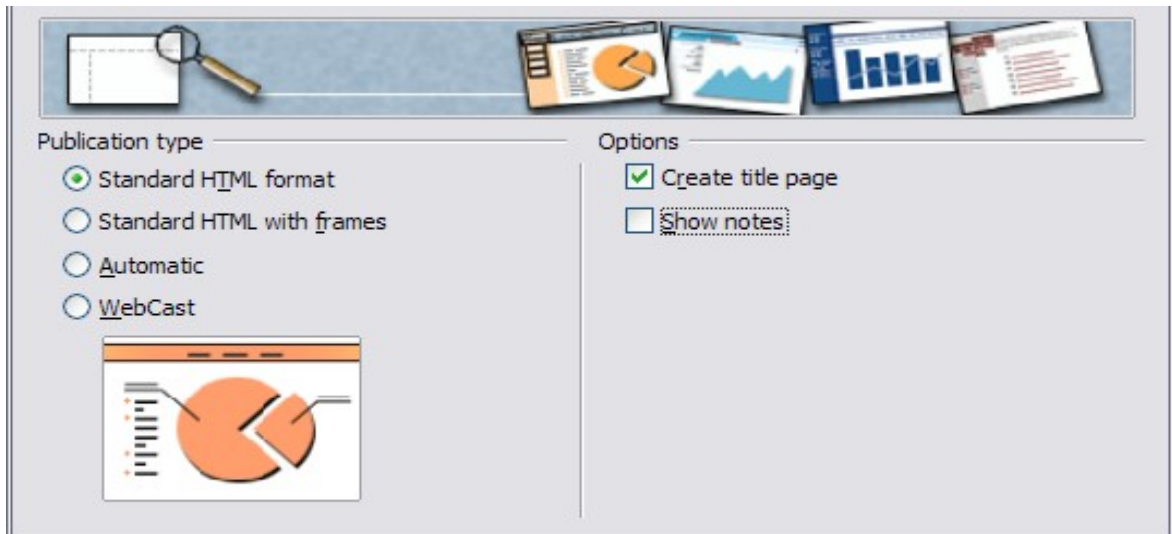 Publication type
Standard HTML format
Standard HTML with frames
Automatic
WebCast
Options
Create title page
Show notes